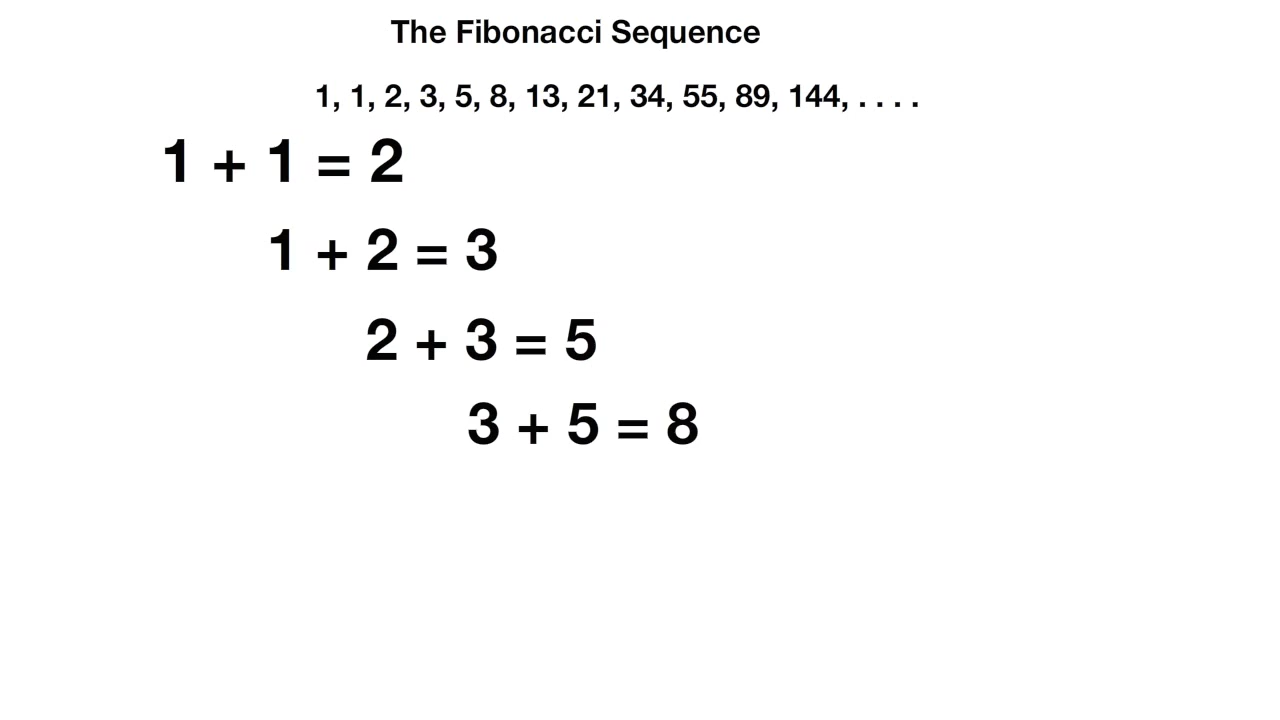 The Fibonacci Sequence
1, 1, 2, 3, 5, 8, 13, 21, 34, 55, 89, 144, . . . .
1 + 1 = 2
1 + 2 = 3
2 + 3 = 5
3 + 5 = 8